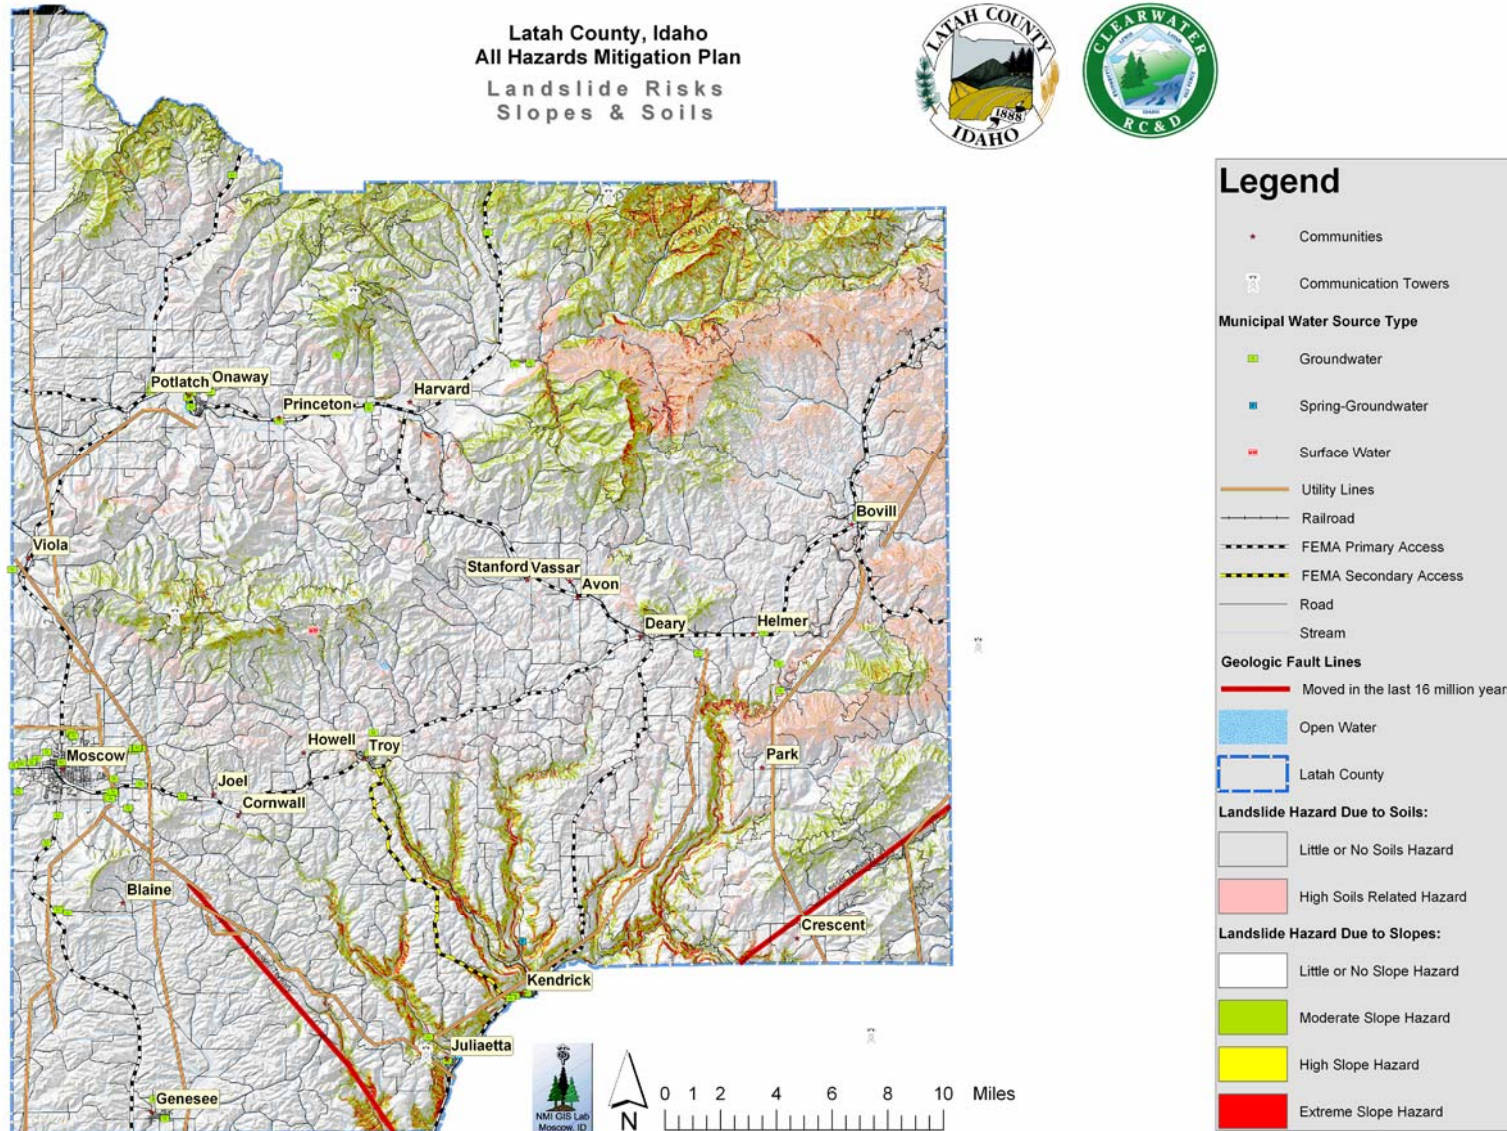 Latah County, Idaho
All Hazards Mitigation Plan
Landslide Risks
Slopes & Soils
LATAH COUNTY
1888
IDAHO
CLEARWATER
IDAHO
RC&D
Legend
Communities
Communication Towers
Municipal Water Source Type
Groundwater
Spring-Groundwater
Surface Water
Utility Lines
Railroad
FEMA Primary Access
FEMA Secondary Access
Road
Stream
Geologic Fault Lines
Moved in the last 16 million year
Open Water
Latah County
Landslide Hazard Due to Soils:
Little or No Soils Hazard
High Soils Related Hazard
Landslide Hazard Due to Slopes:
Little or No Slope Hazard
Moderate Slope Hazard
High Slope Hazard
Extreme Slope Hazard
Potlatch
Onaway
Princeton
Harvard
Bovill
Viola
Stanford
Vassar
Avon
Deary
Helmer
Howell
Troy
Moscow
Park
Joel
Cornwall
Blaine
Crescent
Kendrick
Juliaetta
Genesee
NMI GIS Lab
Moscow, ID
N
0 1 2 4 6 8 10 Miles